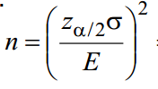 n = (z_{α/2}σ / E)^2 =